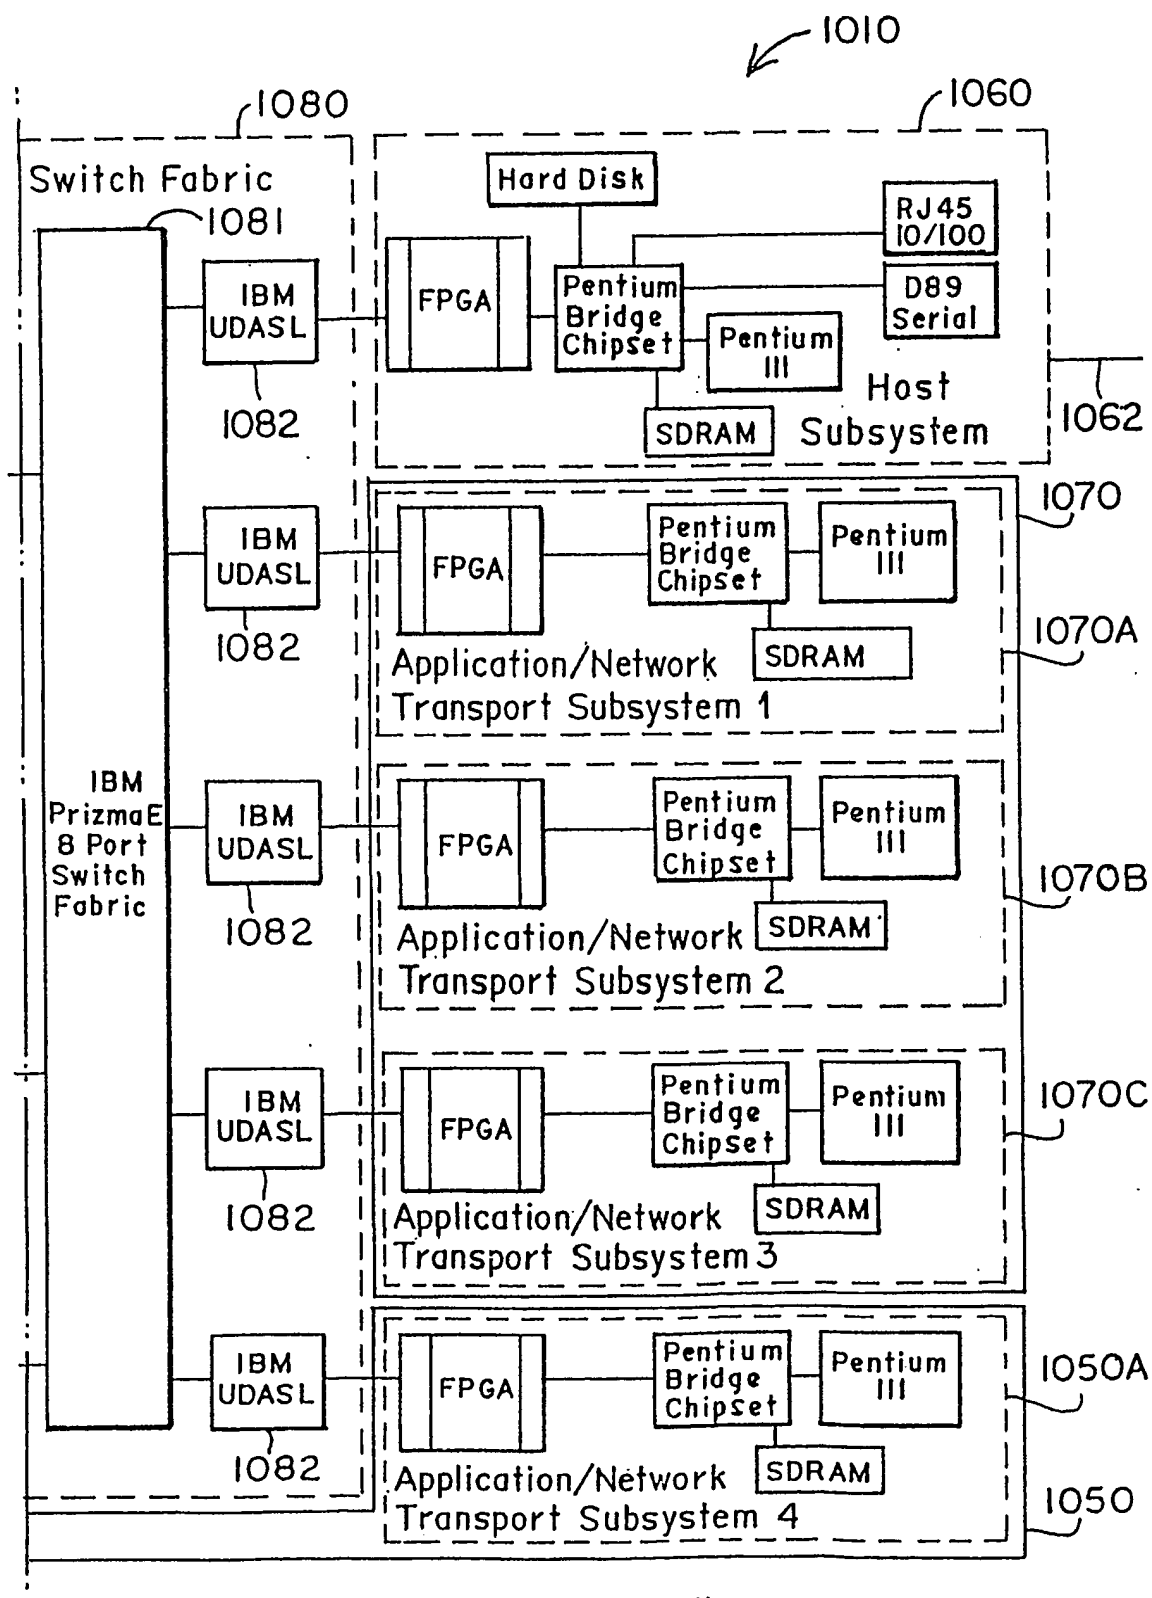 1010
1080
1060
Switch Fabric
1081
Hard Disk
RJ45
10/100
IBM
UDASL
FPGA
Pentium
Bridge
Chipset
D89
Serial
Pentium
III
1082
Host
Subsystem
1062
SDRAM
1070
IBM
UDASL
FPGA
Pentium
Bridge
Chipset
Pentium
III
1082
1070A
SDRAM
Application/Network
Transport Subsystem 1
IBM
PrizmaE
8 Port
Switch
Fabric
IBM
UDASL
FPGA
Pentium
Bridge
Chipset
Pentium
III
1070B
1082
SDRAM
Application/Network
Transport Subsystem 2
IBM
UDASL
FPGA
Pentium
Bridge
Chipset
Pentium
III
1070C
1082
SDRAM
Application/Network
Transport Subsystem 3
IBM
UDASL
FPGA
Pentium
Bridge
Chipset
Pentium
III
1050A
1082
SDRAM
Application/Network
Transport Subsystem 4
1050